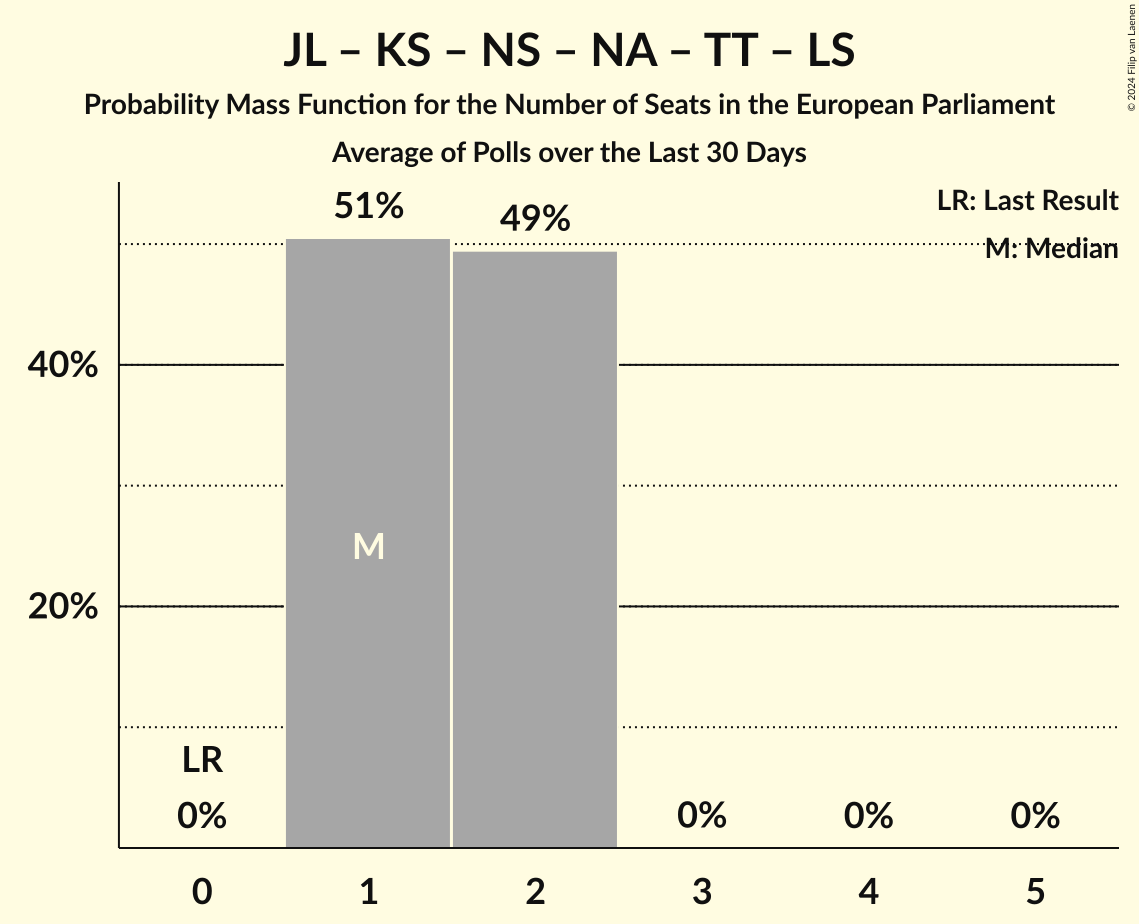 JL – KS – NS – NA – TT – LS
Probability Mass Function for the Number of Seats in the European Parliament
Average of Polls over the Last 30 Days
© 2024 Filip van Laenen
LR: Last Result
M: Median
51%
49%
40%
M
20%
LR
0%
0%
0%
0%
0 1 2 3 4 5